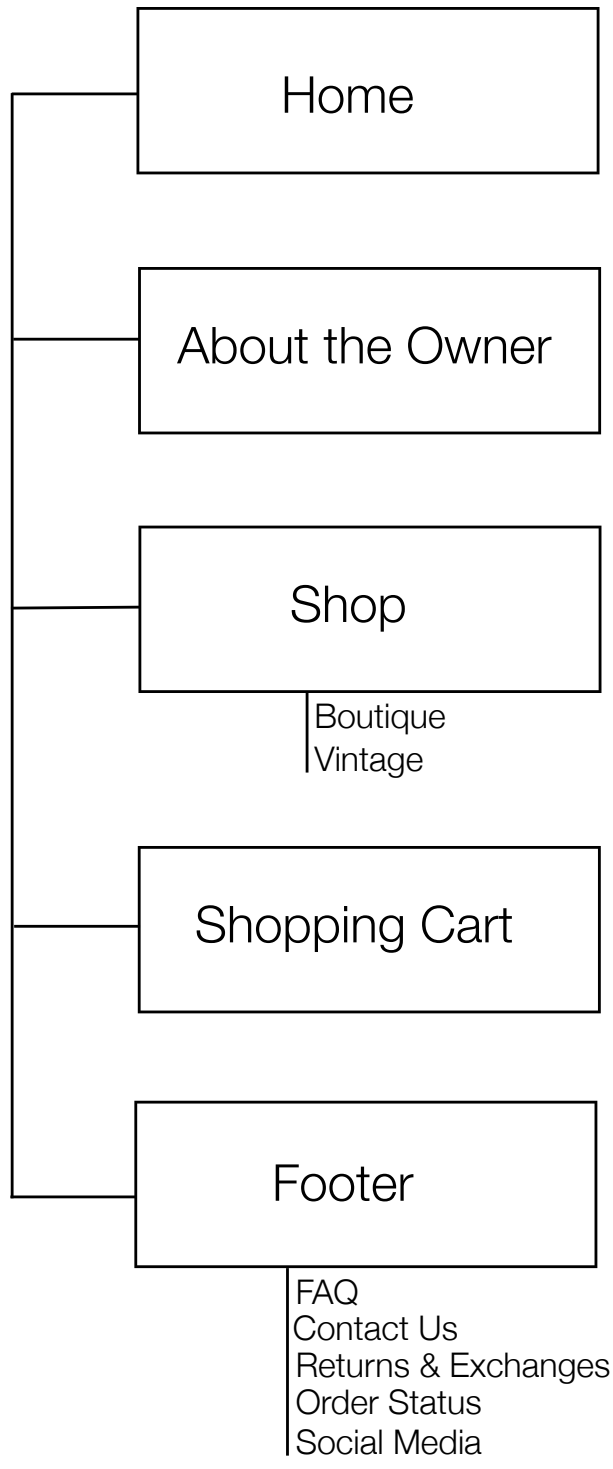 Home
About the Owner
Shop
Boutique
Vintage
Shopping Cart
Footer
FAQ
Contact Us
Returns & Exchanges
Order Status
Social Media